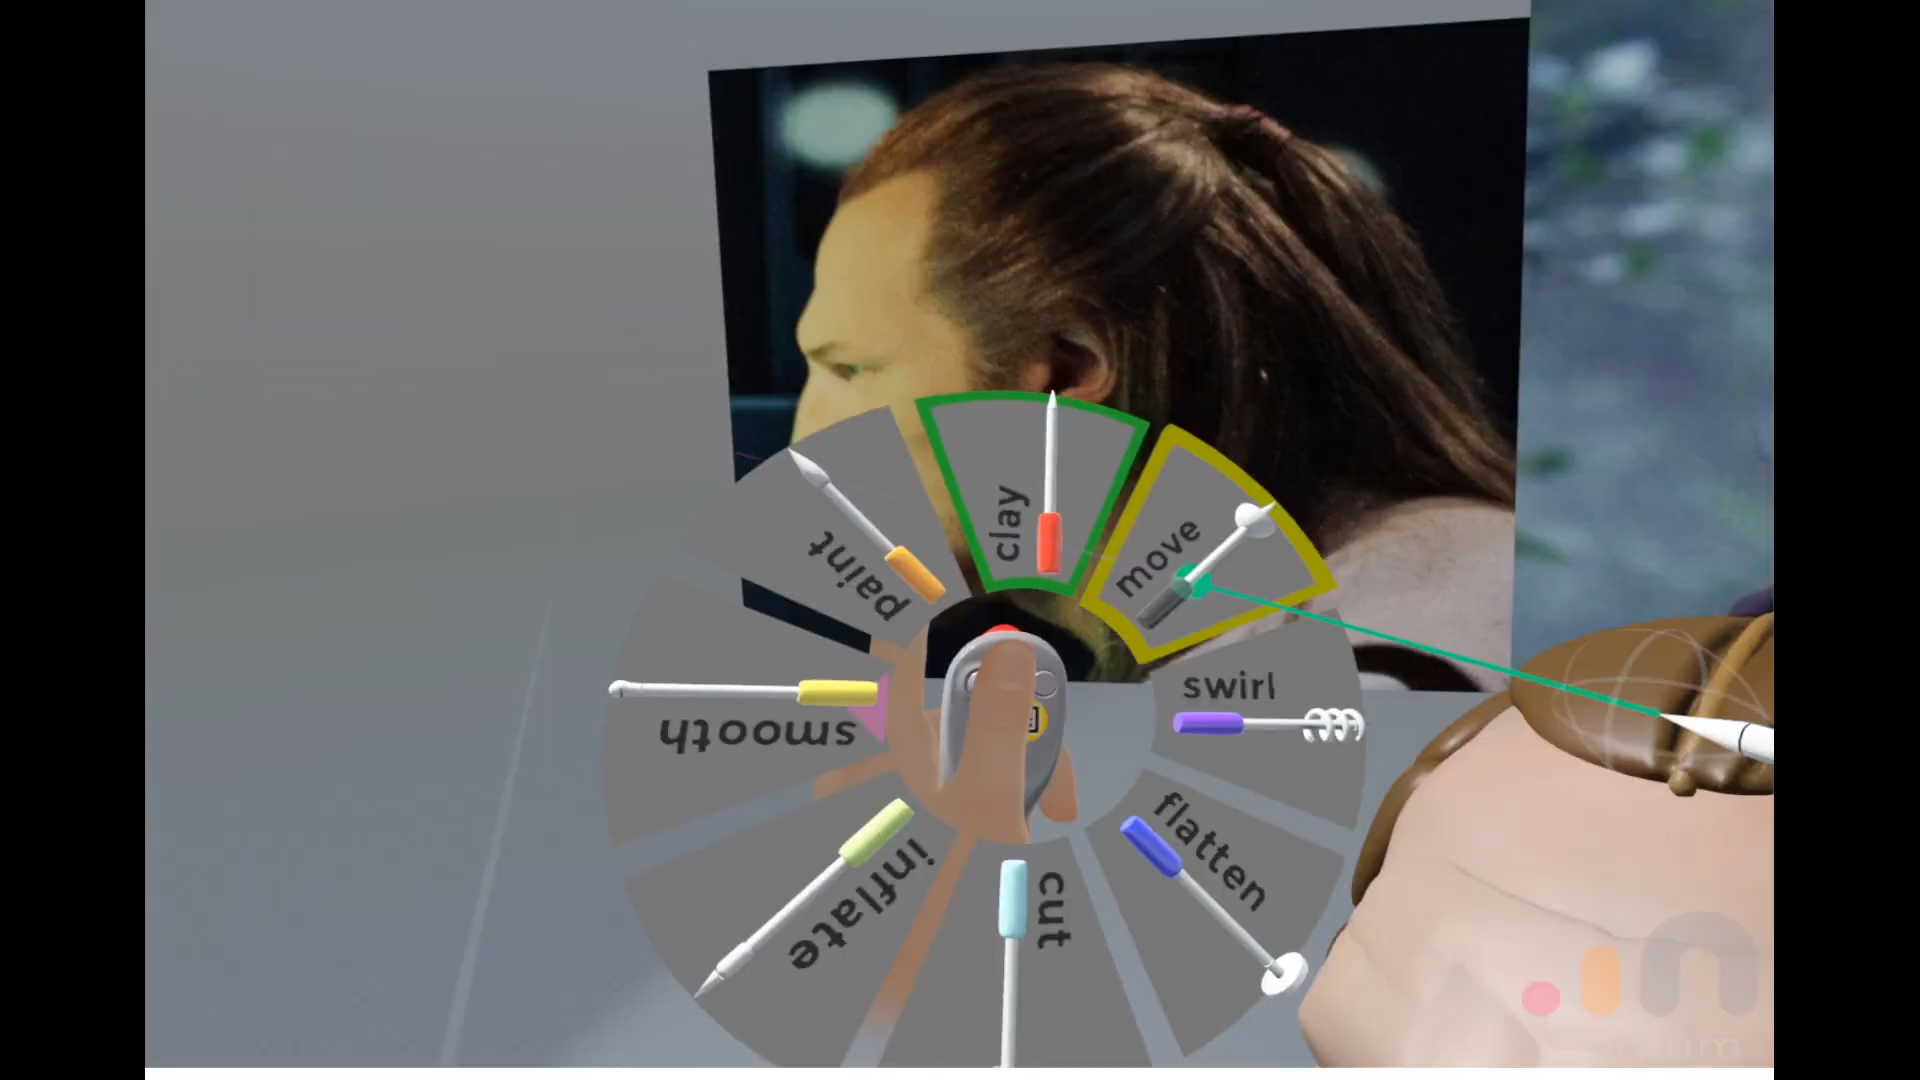 clay
move
paint
swirl
smooth
flatten
inflate
cut